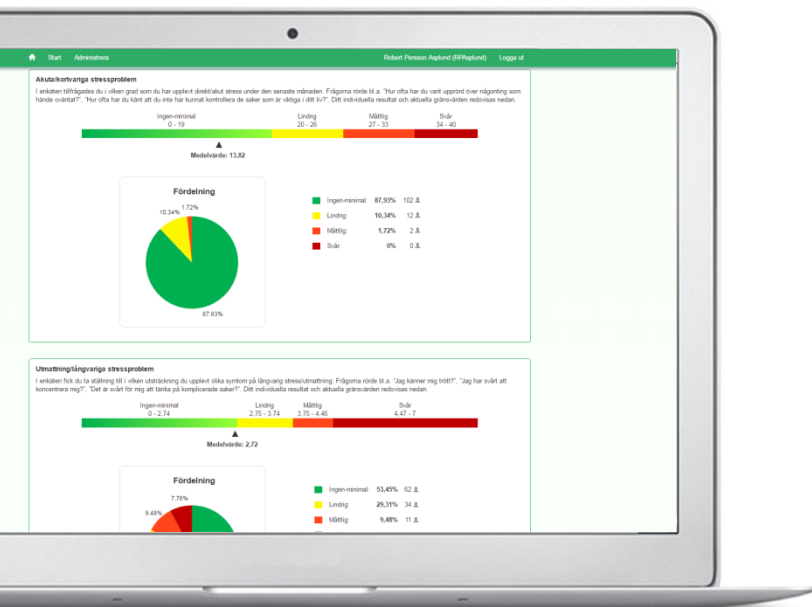 Start Administrera Robert Persson Asplund (RPAsplund) Logga ut
Akuta/kortvariga stressproblem
I enkäten tillfrågades du i vilken grad som du har upplevt direkt/akut stress under den senaste månaden. Frågorna rörde bl.a. "Hur ofta har du varit upprörd över någonting som
hände oväntat?", "Hur ofta har du känt att du inte har kunnat kontrollera de saker som är viktiga i ditt liv?". Ditt individuella resultat och aktuella gränsvärden redovisas nedan.
Ingen-minimal Lindrig Måttlig Svår
0 - 19 20 - 26 27 - 33 34 - 40
Medelvärde: 13,82
Fördelning
1.72%
10.34%
87.93%
Ingen-minimal: 87,93% 102
Lindrig: 10,34% 12
Måttlig: 1,72% 2
Svår: 0% 0
Utmattning/långvariga stressproblem
I enkäten fick du ta ställning till i vilken utsträckning du upplevt olika symtom på långvarig stress/utmattning. Frågorna rörde bl.a. "Jag känner mig trött?", "Jag har svårt att
koncentrera mig?", "Det är svårt för mig att tänka på komplicerade saker?". Ditt individuella resultat och aktuella gränsvärden redovisas nedan.
Ingen-minimal Lindrig Måttlig Svår
0 - 2,74 2,75 - 3,74 3,75 - 4,46 4,47 - 7
Medelvärde: 2,72
Fördelning
7.76%
9.48%
Ingen-minimal: 53,45% 62
Lindrig: 29,31% 34
Måttlig: 9,48% 11